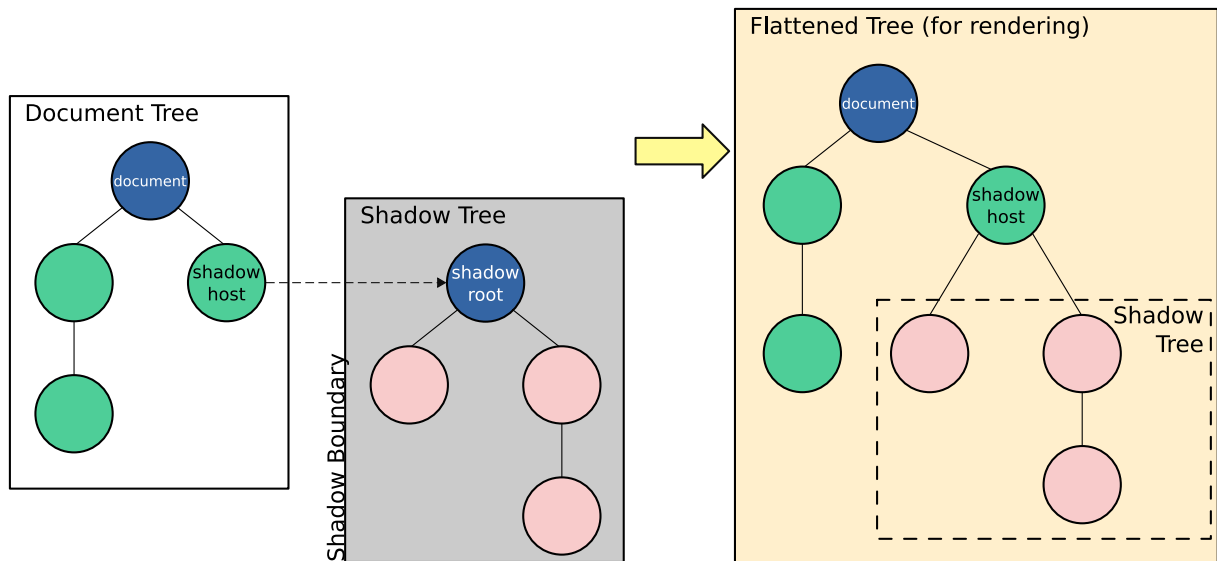 Document Tree
document
shadow
host
Shadow Boundary
Shadow Tree
shadow
root
Flattened Tree (for rendering)
document
shadow
host
Shadow
Tree